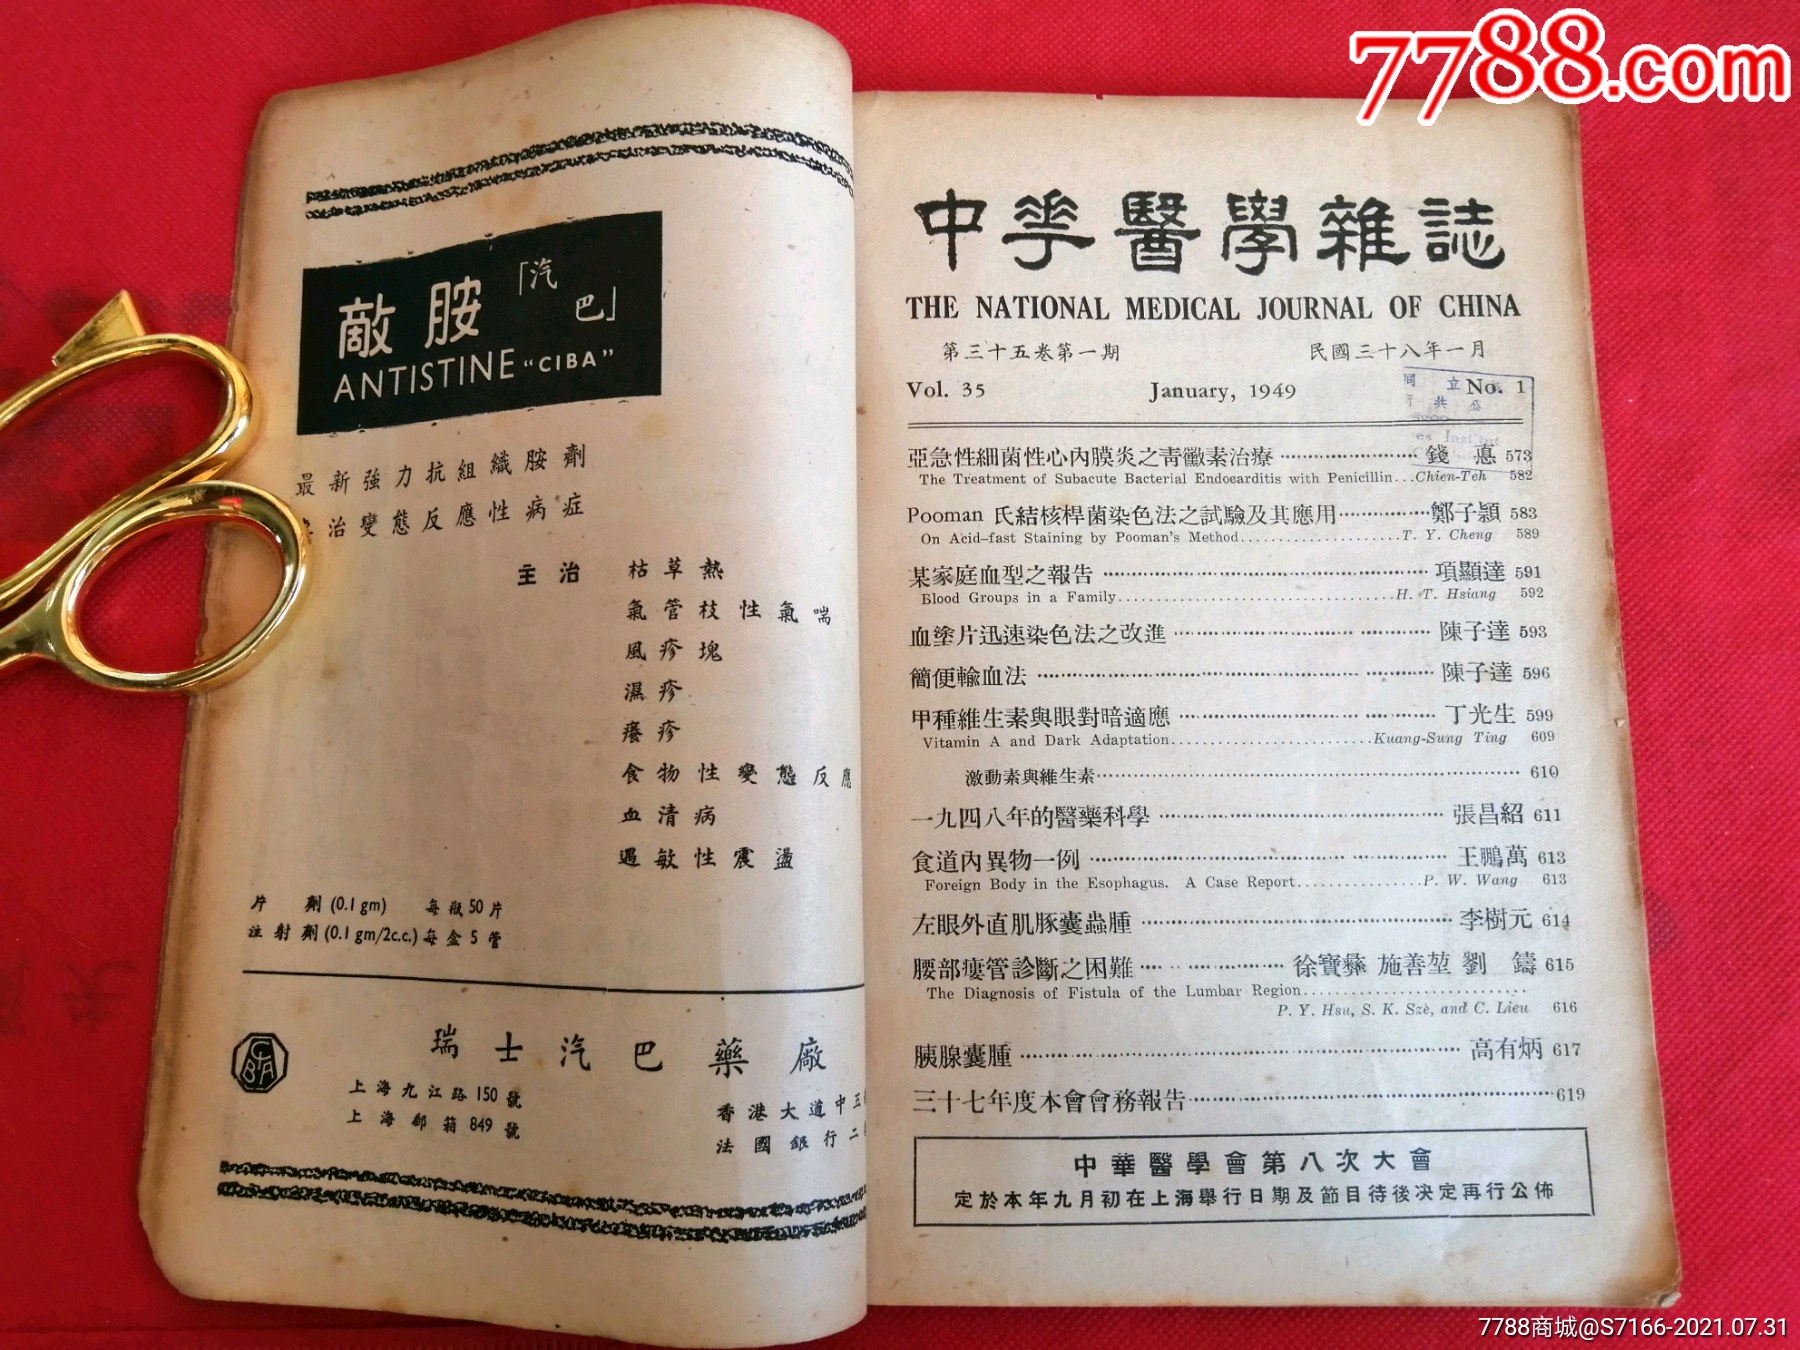 7788.com
敵胺「汽巴」
ANTISTINE "CIBA"
最新強力抗組織胺劑
治變態反應性病症
主治 枯草熱
氣管枝性氣喘
風疹塊
濕疹
癢疹
食物性變態反應
血清病
過敏性震盪
片劑(0.1 gm) 每瓶50片
注射劑(0.1 gm/2c.c.)每盒5管
CIBA
瑞士汽巴藥廠
上海九江路150號
上海郵箱849號
香港大道中五
法國銀行二
中華醫學雜誌
THE NATIONAL MEDICAL JOURNAL OF CHINA
第三十五卷第一期 民國三十八年一月
Vol. 35 January, 1949 No. 1
亞急性細菌性心內膜炎之靑黴素治療 錢悳 573
The Treatment of Subacute Bacterial Endoearditis with Penicillin...Chien-Teh 582
Pooman 氏結核桿菌染色法之試驗及其應用 鄭子穎 583
On Acid-fast Staining by Pooman's Method T. Y. Cheng 589
某家庭血型之報告 項顯達 591
Blood Groups in a Family H. T. Hsiang 592
血塗片迅速染色法之改進 陳子達 593
簡便輸血法 陳子達 596
甲種維生素與眼對暗適應 丁光生 599
Vitamin A and Dark Adaptation Kuang-Sung Ting 609
激動素與維生素 610
一九四八年的醫藥科學 張昌紹 611
食道內異物一例 王鵬萬 613
Foreign Body in the Esophagus. A Case Report P. W. Wang 613
左眼外直肌豚囊蟲腫 李樹元 614
腰部瘻管診斷之困難 徐寶彝 施善堃 劉鑄 615
The Diagnosis of Fistula of the Lumbar Region
P. Y. Hsu, S. K. Szè, and C. Lieu 616
胰腺囊腫 高有炳 617
三十七年度本會會務報告 619
中華醫學會第八次大會
定於本年九月初在上海舉行日期及節目待後決定再行公佈
7788商城@S7166-2021.07.31